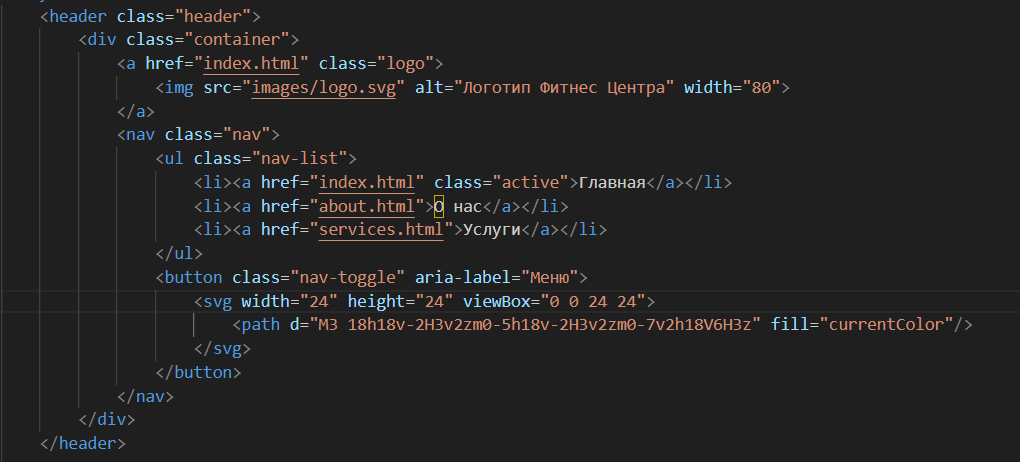 <header class="header">
<div class="container">
<a href="index.html" class="logo">
<img src="images/logo.svg" alt="Логотип Фитнес Центра" width="80">
</a>
<nav class="nav">
<ul class="nav-list">
<li><a href="index.html" class="active">Главная</a></li>
<li><a href="about.html">О нас</a></li>
<li><a href="services.html">Услуги</a></li>
</ul>
<button class="nav-toggle" aria-label="Меню">
<svg width="24" height="24" viewBox="0 0 24 24">
<path d="M3 18h18v-2H3v2zm0-5h18v-2H3v2zm0-7v2h18V6H3z" fill="currentColor"/>
</svg>
</button>
</nav>
</div>
</header>